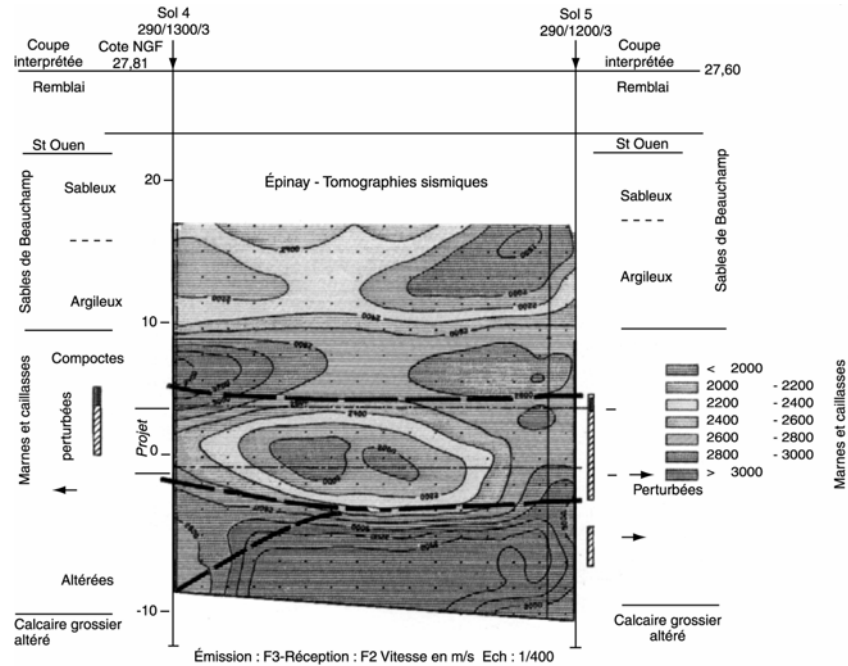 Sol 4
290/1300/3
Sol 5
290/1200/3
Coupe
interprétée
Cote NGF
27,81
Coupe
interprétée
27,60
Remblai
Remblai
St Ouen
St Ouen
Sables de Beauchamp
Sableux
Argileux
20
Épinay - Tomographies sismiques
Sableux
Argileux
Sables de Beauchamp
10
Marnes et caillasses
Compoctes
perturbées
Projet
0
< 2000
2000 - 2200
2200 - 2400
2400 - 2600
2600 - 2800
2800 - 3000
> 3000
Perturbées
Marnes et caillasses
Altérées
-10
Calcaire grossier
altéré
Calcaire grossier
altéré
Émission : F3-Réception : F2 Vitesse en m/s Ech : 1/400